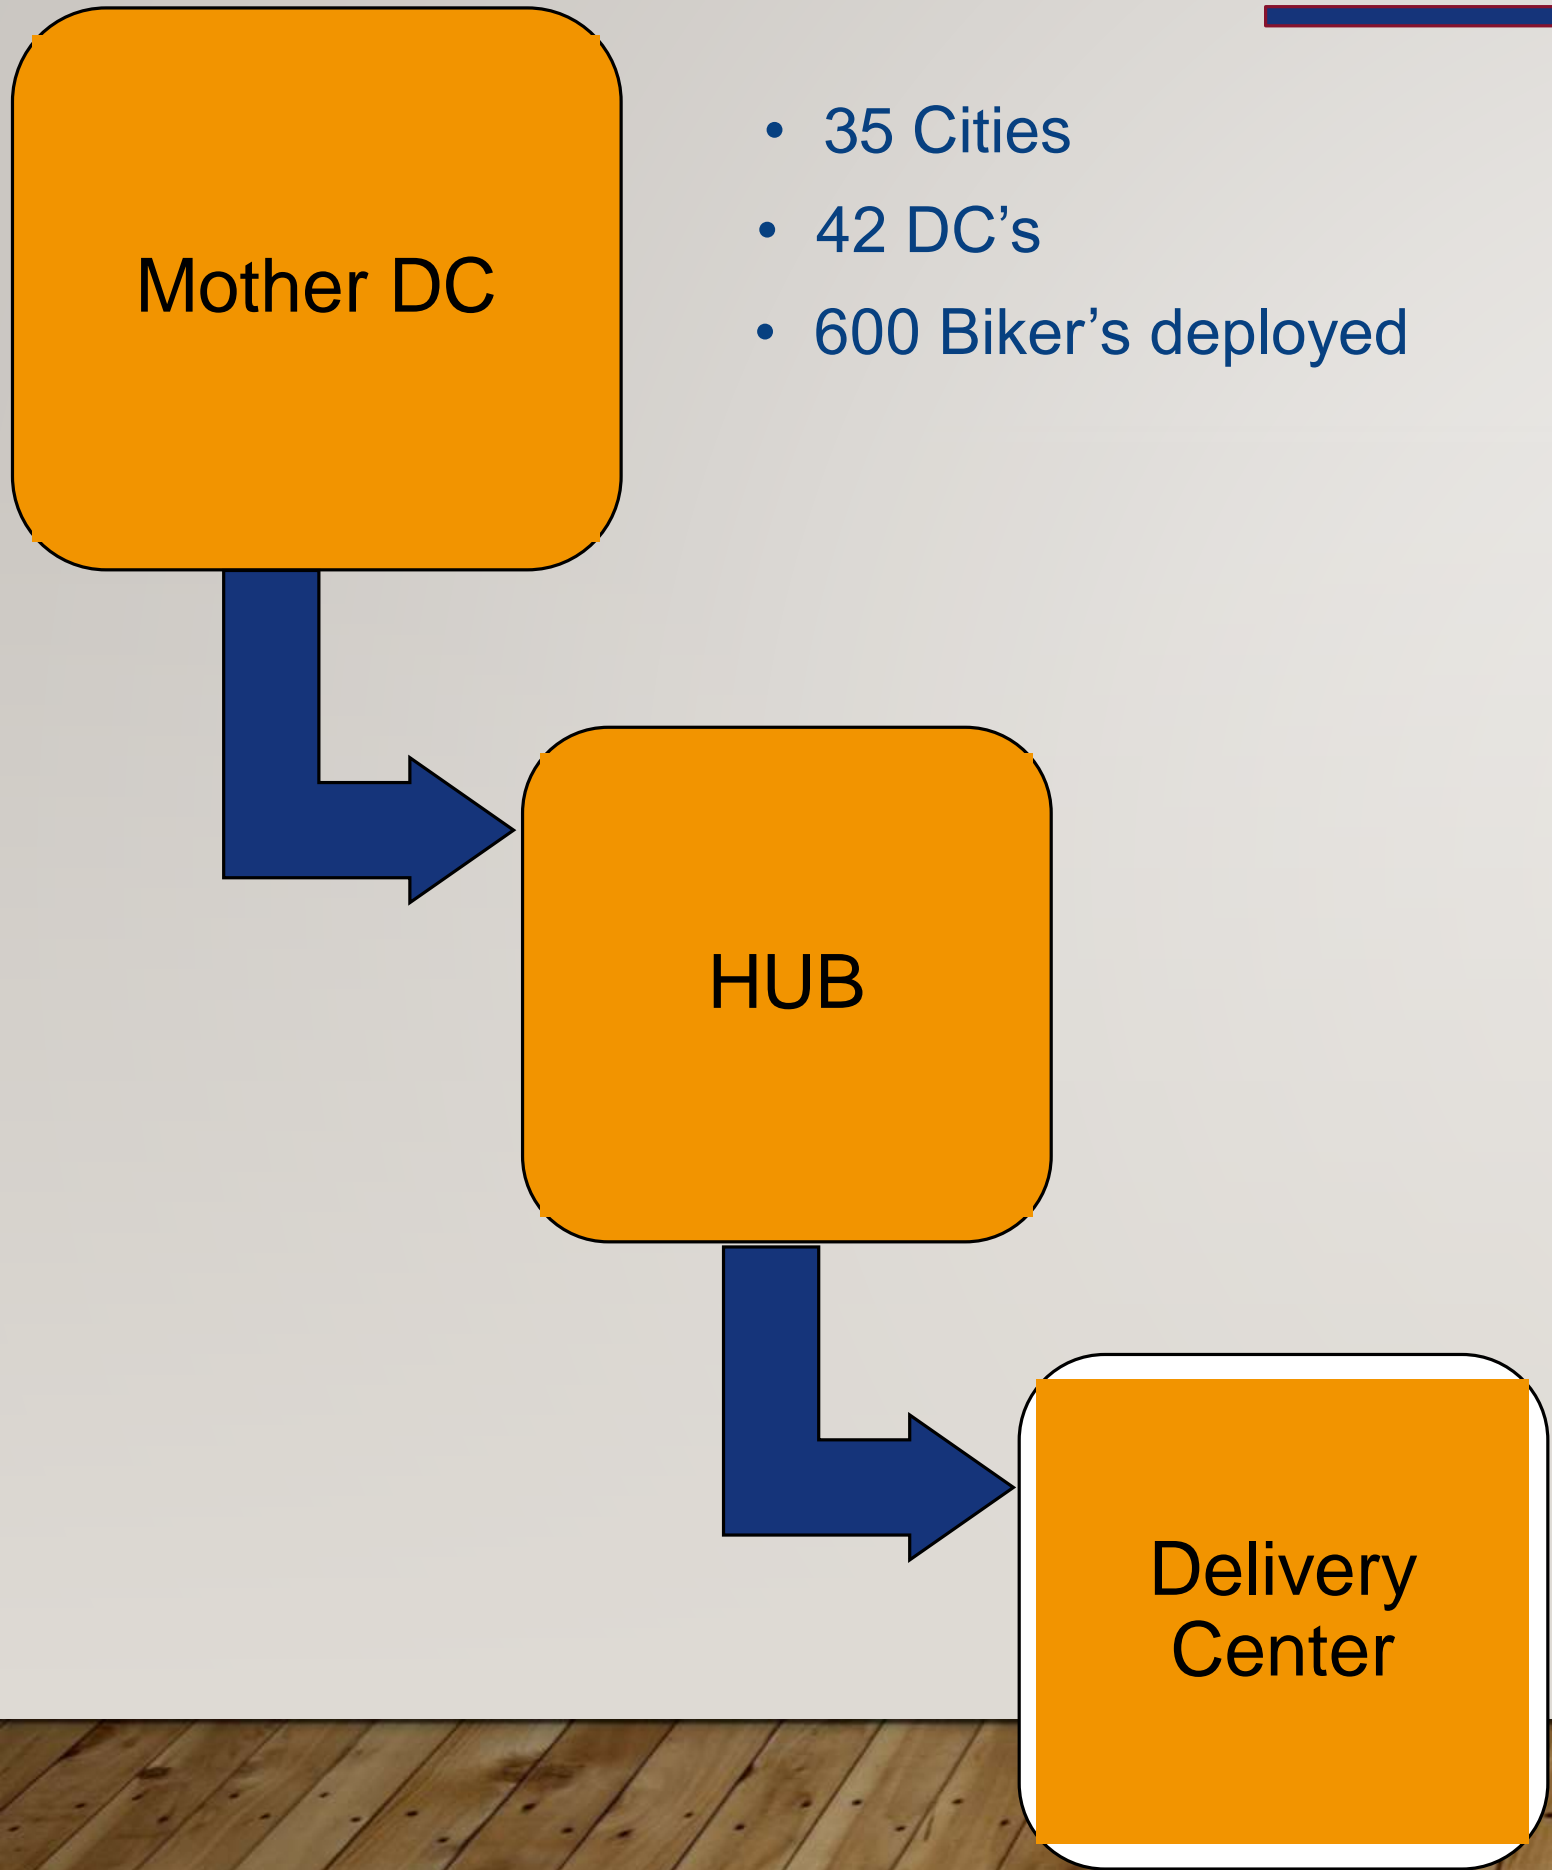 Mother DC
• 35 Cities
• 42 DC’s
• 600 Biker’s deployed
HUB
Delivery
Center